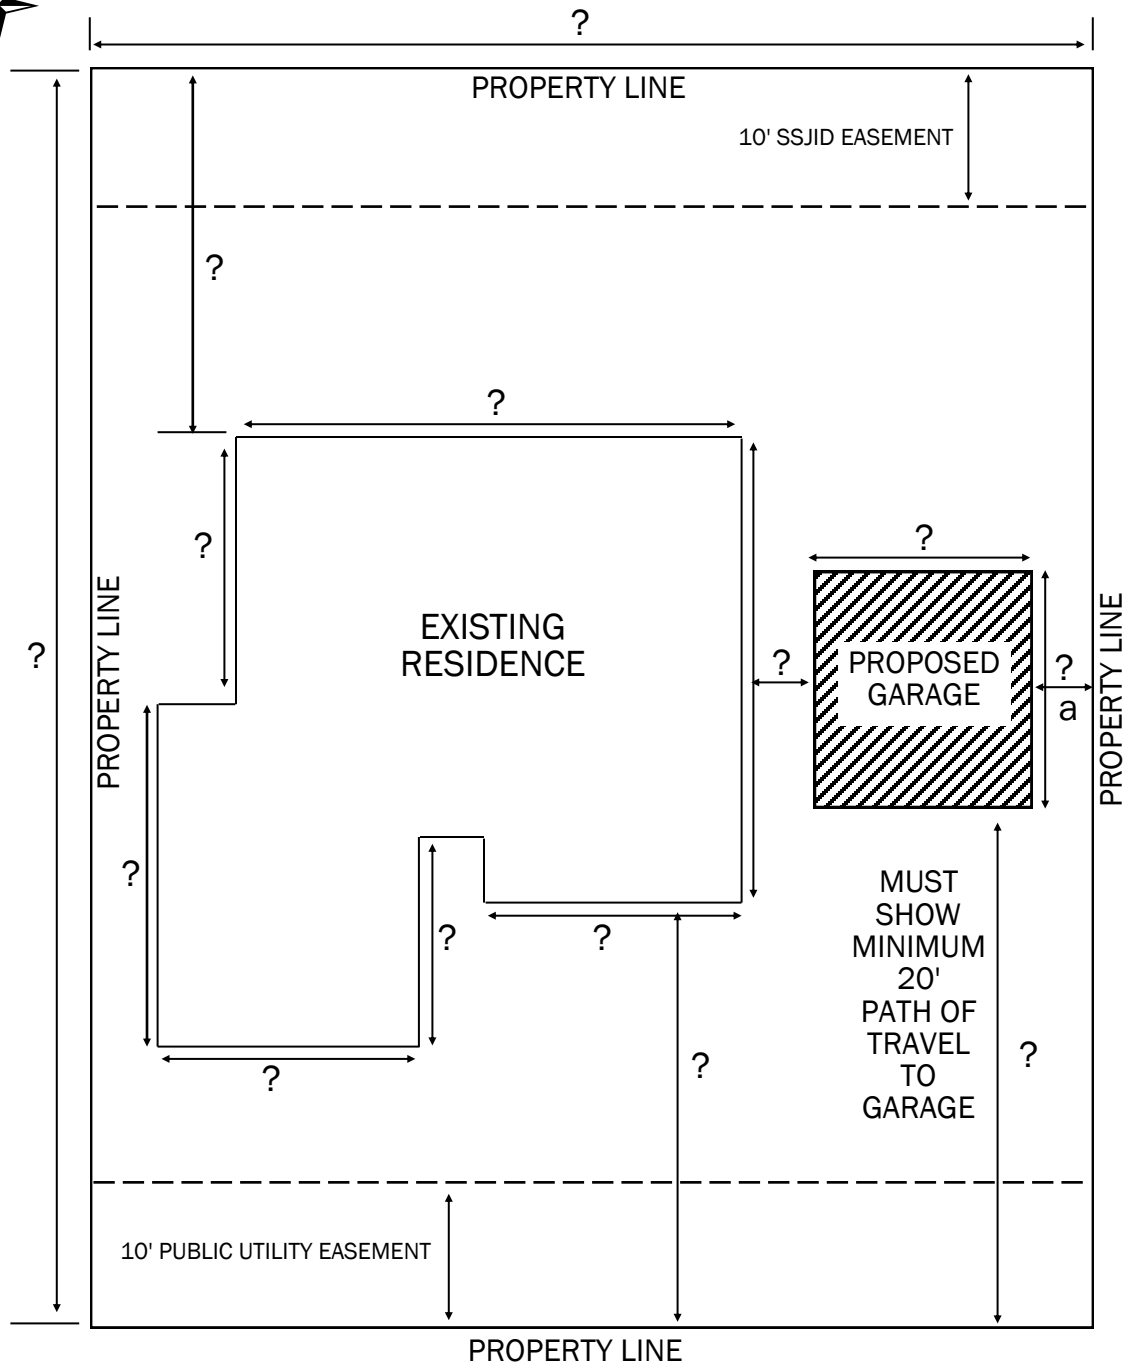 ?
PROPERTY LINE
10' SSJID EASEMENT
?
?
?
?
EXISTING
RESIDENCE
?
PROPERTY LINE
?
PROPOSED
GARAGE
?
a
PROPERTY LINE
?
?
?
?
MUST
SHOW
MINIMUM
20'
PATH OF
TRAVEL
TO
GARAGE
?
?
?
10' PUBLIC UTILITY EASEMENT
PROPERTY LINE